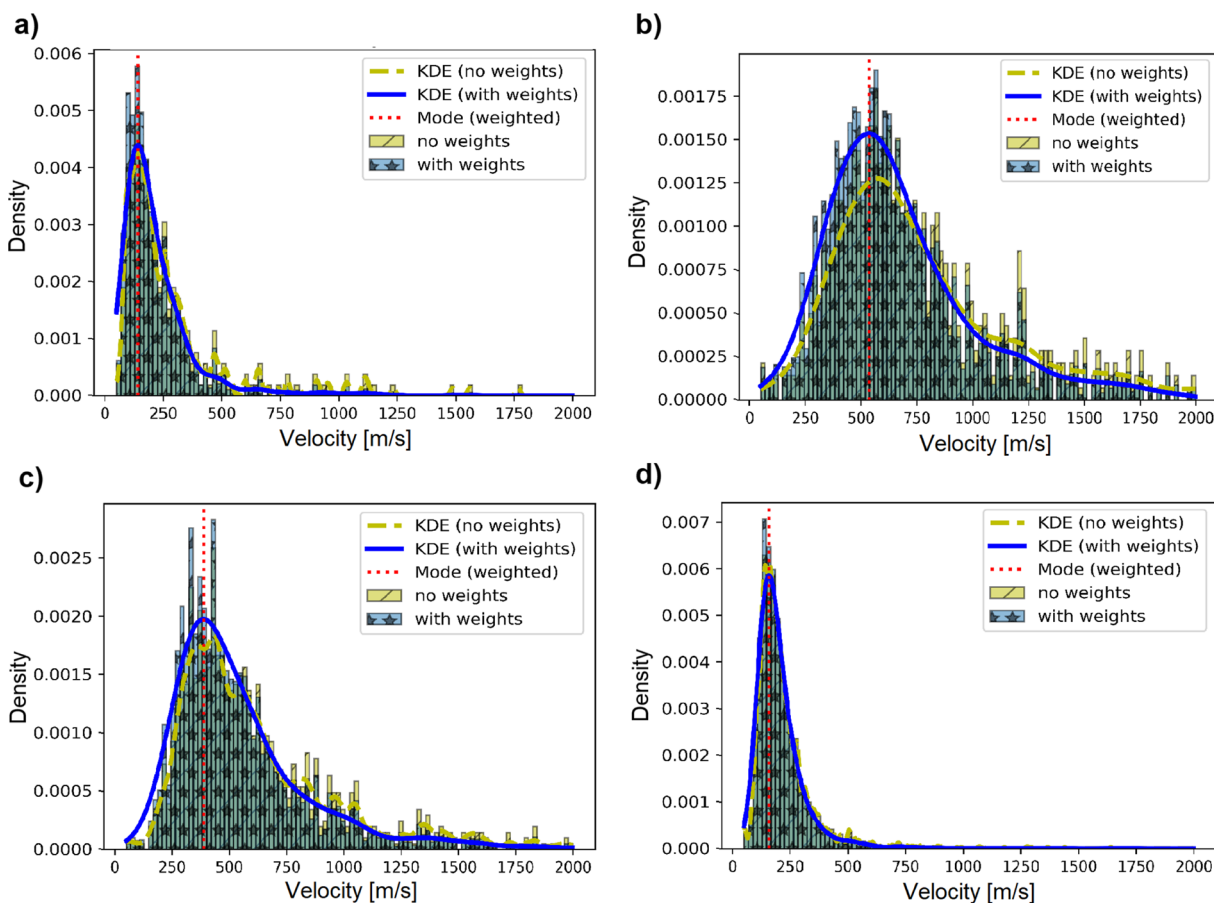 a)
0.006
0.005
0.004
0.003
0.002
0.001
0.000
Density
0 250 500 750 1000 1250 1500 1750 2000
Velocity [m/s]
KDE (no weights)
KDE (with weights)
Mode (weighted)
no weights
with weights
b)
0.00175
0.00150
0.00125
0.00100
0.00075
0.00050
0.00025
0.00000
Density
0 250 500 750 1000 1250 1500 1750 2000
Velocity [m/s]
KDE (no weights)
KDE (with weights)
Mode (weighted)
no weights
with weights
c)
0.0025
0.0020
0.0015
0.0010
0.0005
0.0000
Density
0 250 500 750 1000 1250 1500 1750 2000
Velocity [m/s]
KDE (no weights)
KDE (with weights)
Mode (weighted)
no weights
with weights
d)
0.007
0.006
0.005
0.004
0.003
0.002
0.001
0.000
Density
0 250 500 750 1000 1250 1500 1750 2000
Velocity [m/s]
KDE (no weights)
KDE (with weights)
Mode (weighted)
no weights
with weights